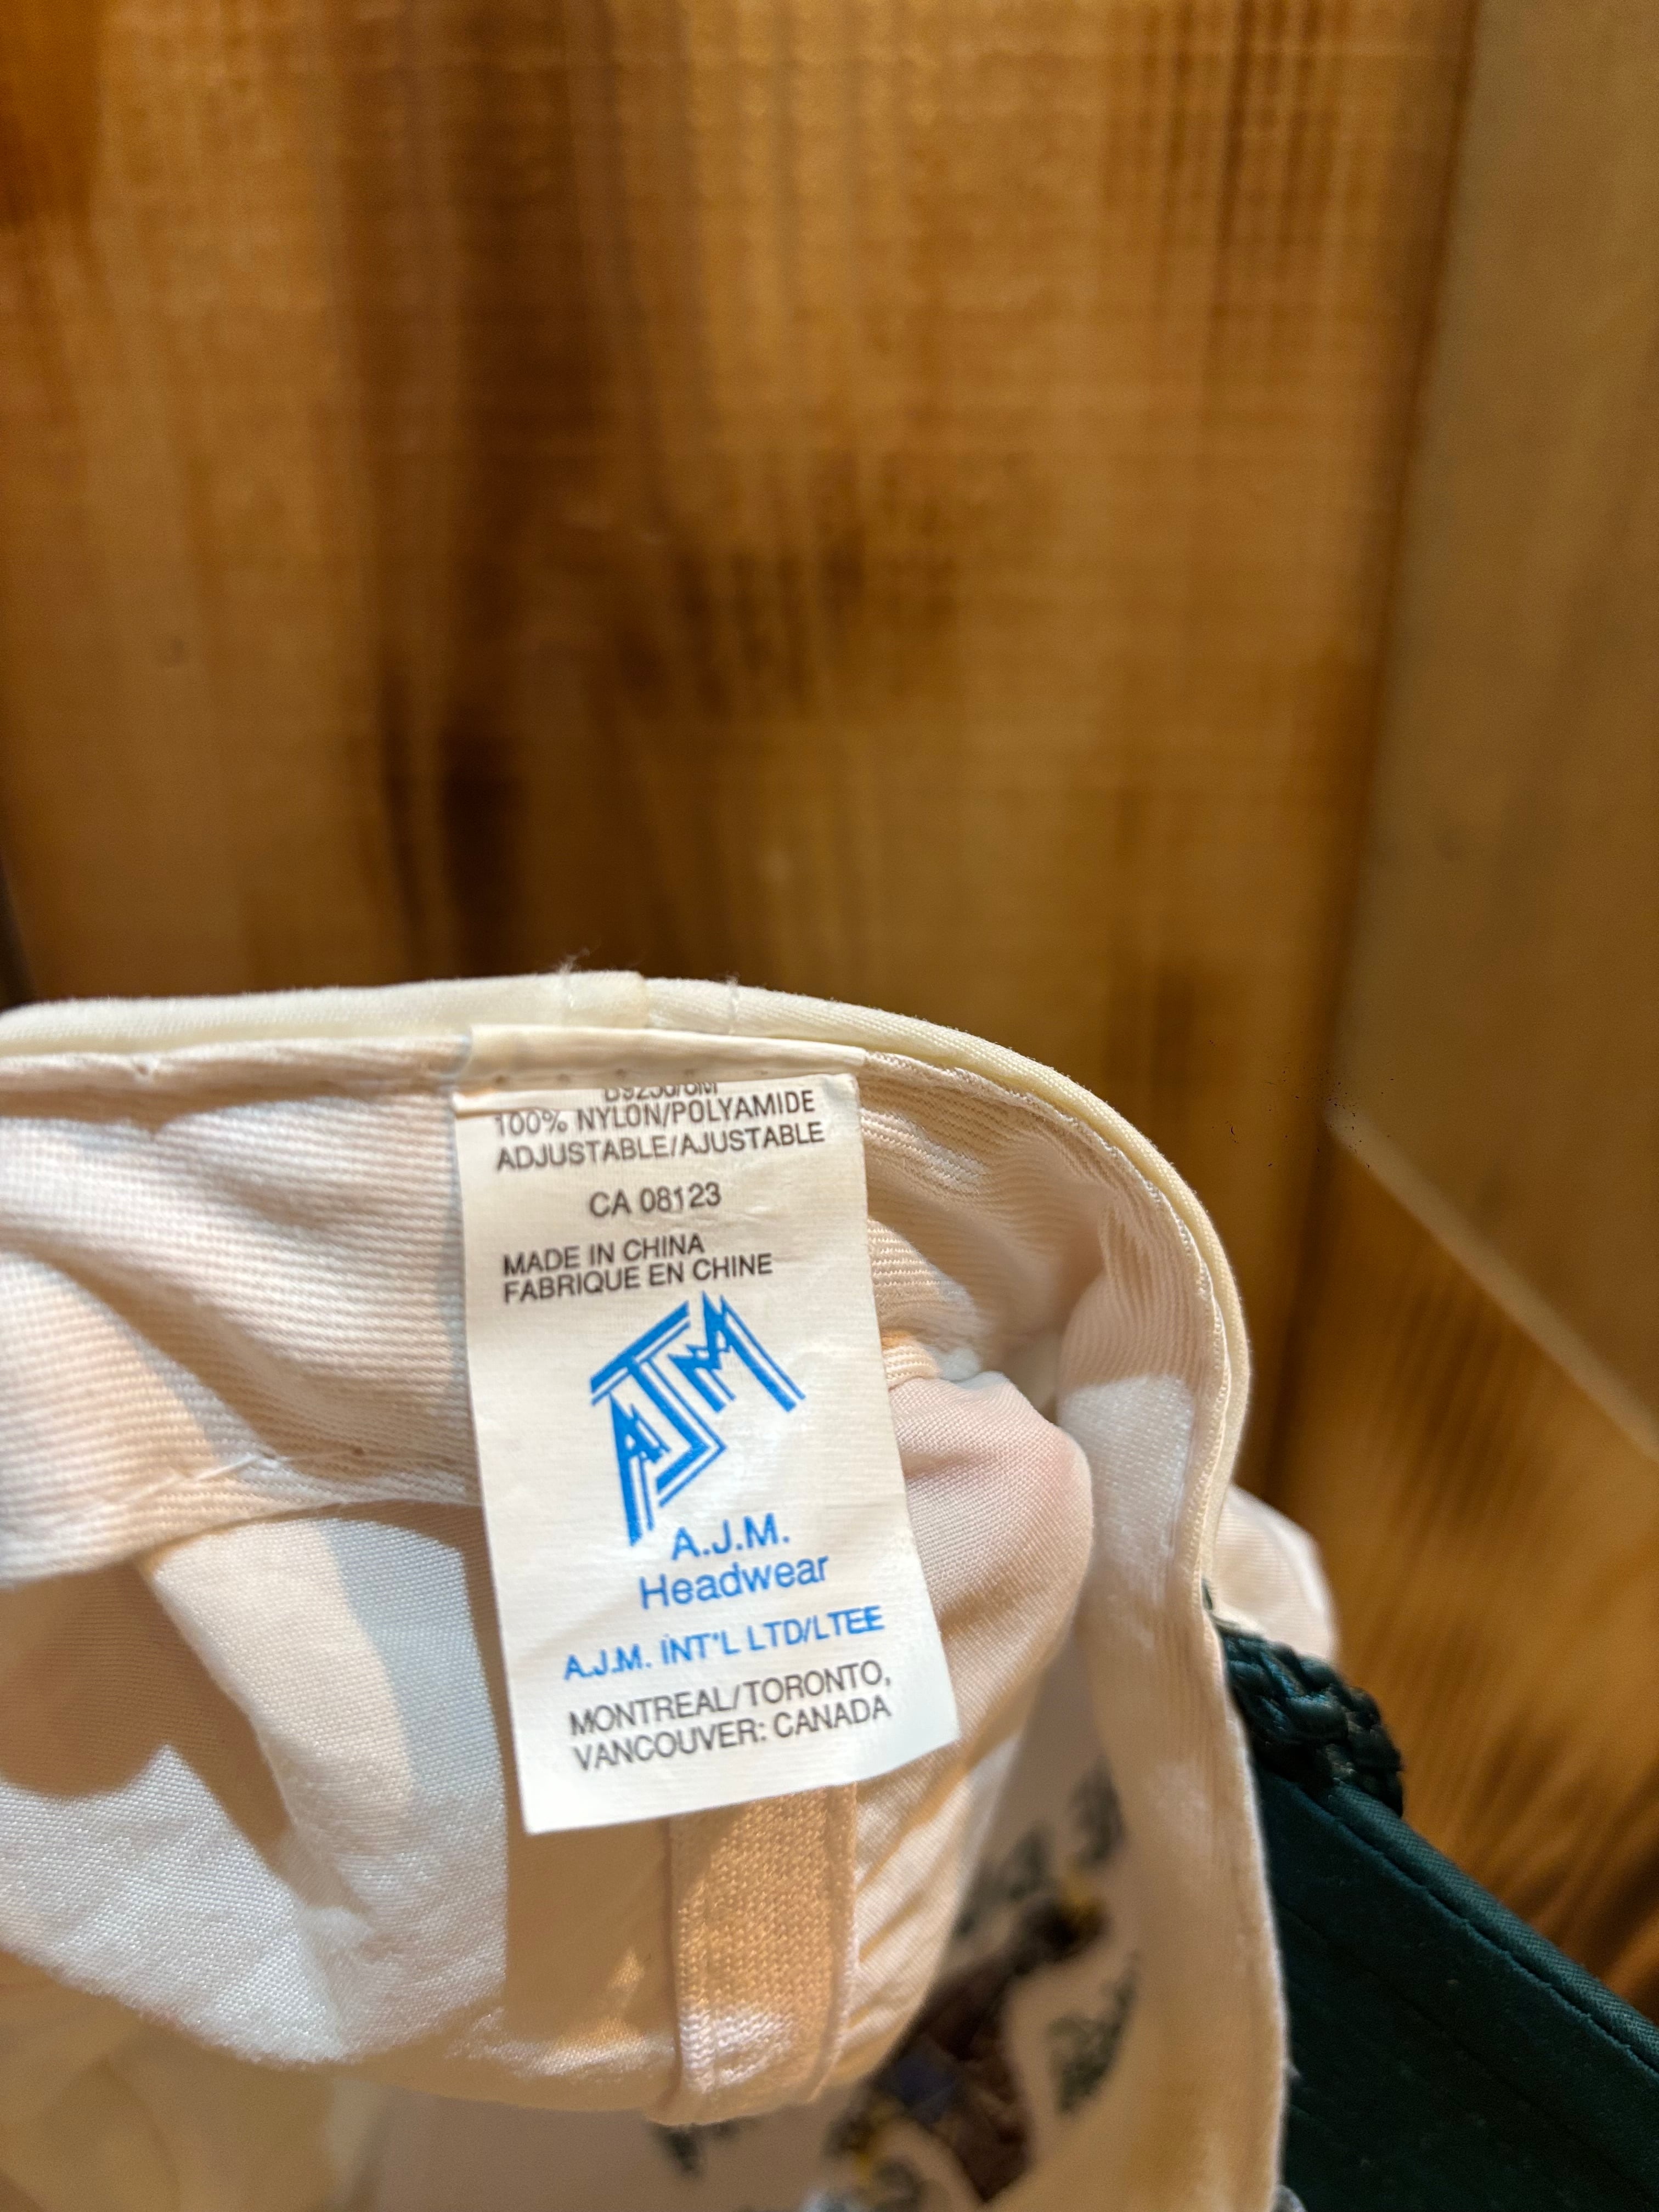 100% NYLON/POLYAMIDE
ADJUSTABLE/AJUSTABLE
CA 08123
MADE IN CHINA
FABRIQUE EN CHINE
AJM
A.J.M.
Headwear
A.J.M. INT'L LTD/LTEE
MONTREAL/TORONTO,
VANCOUVER: CANADA